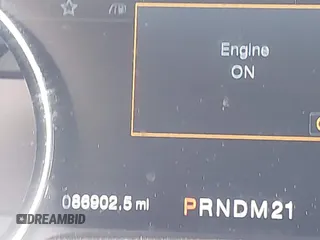 Engine
ON
086902.5 mi
PRNDM21
DREAMBID